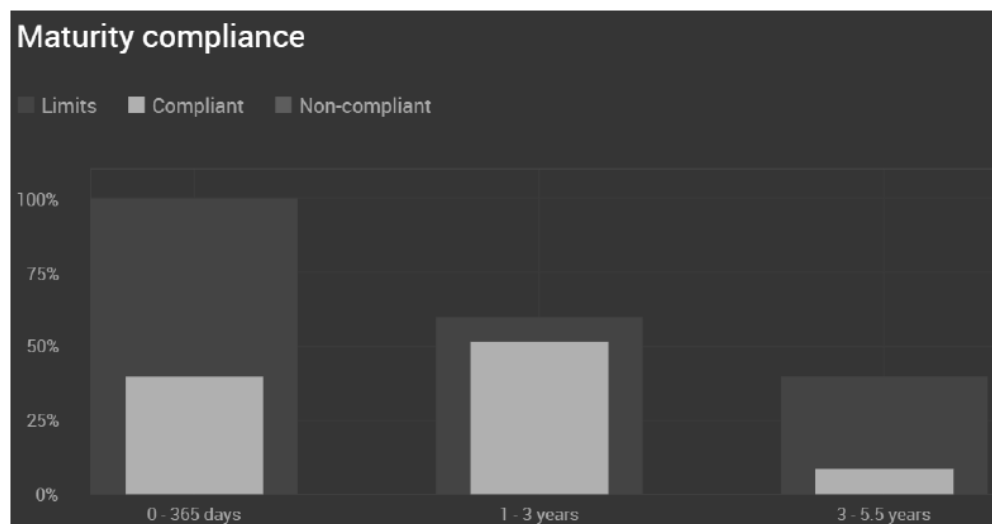 Maturity compliance
Limits Compliant Non-compliant
100%
75%
50%
25%
0%
0 - 365 days 1 - 3 years 3 - 5.5 years